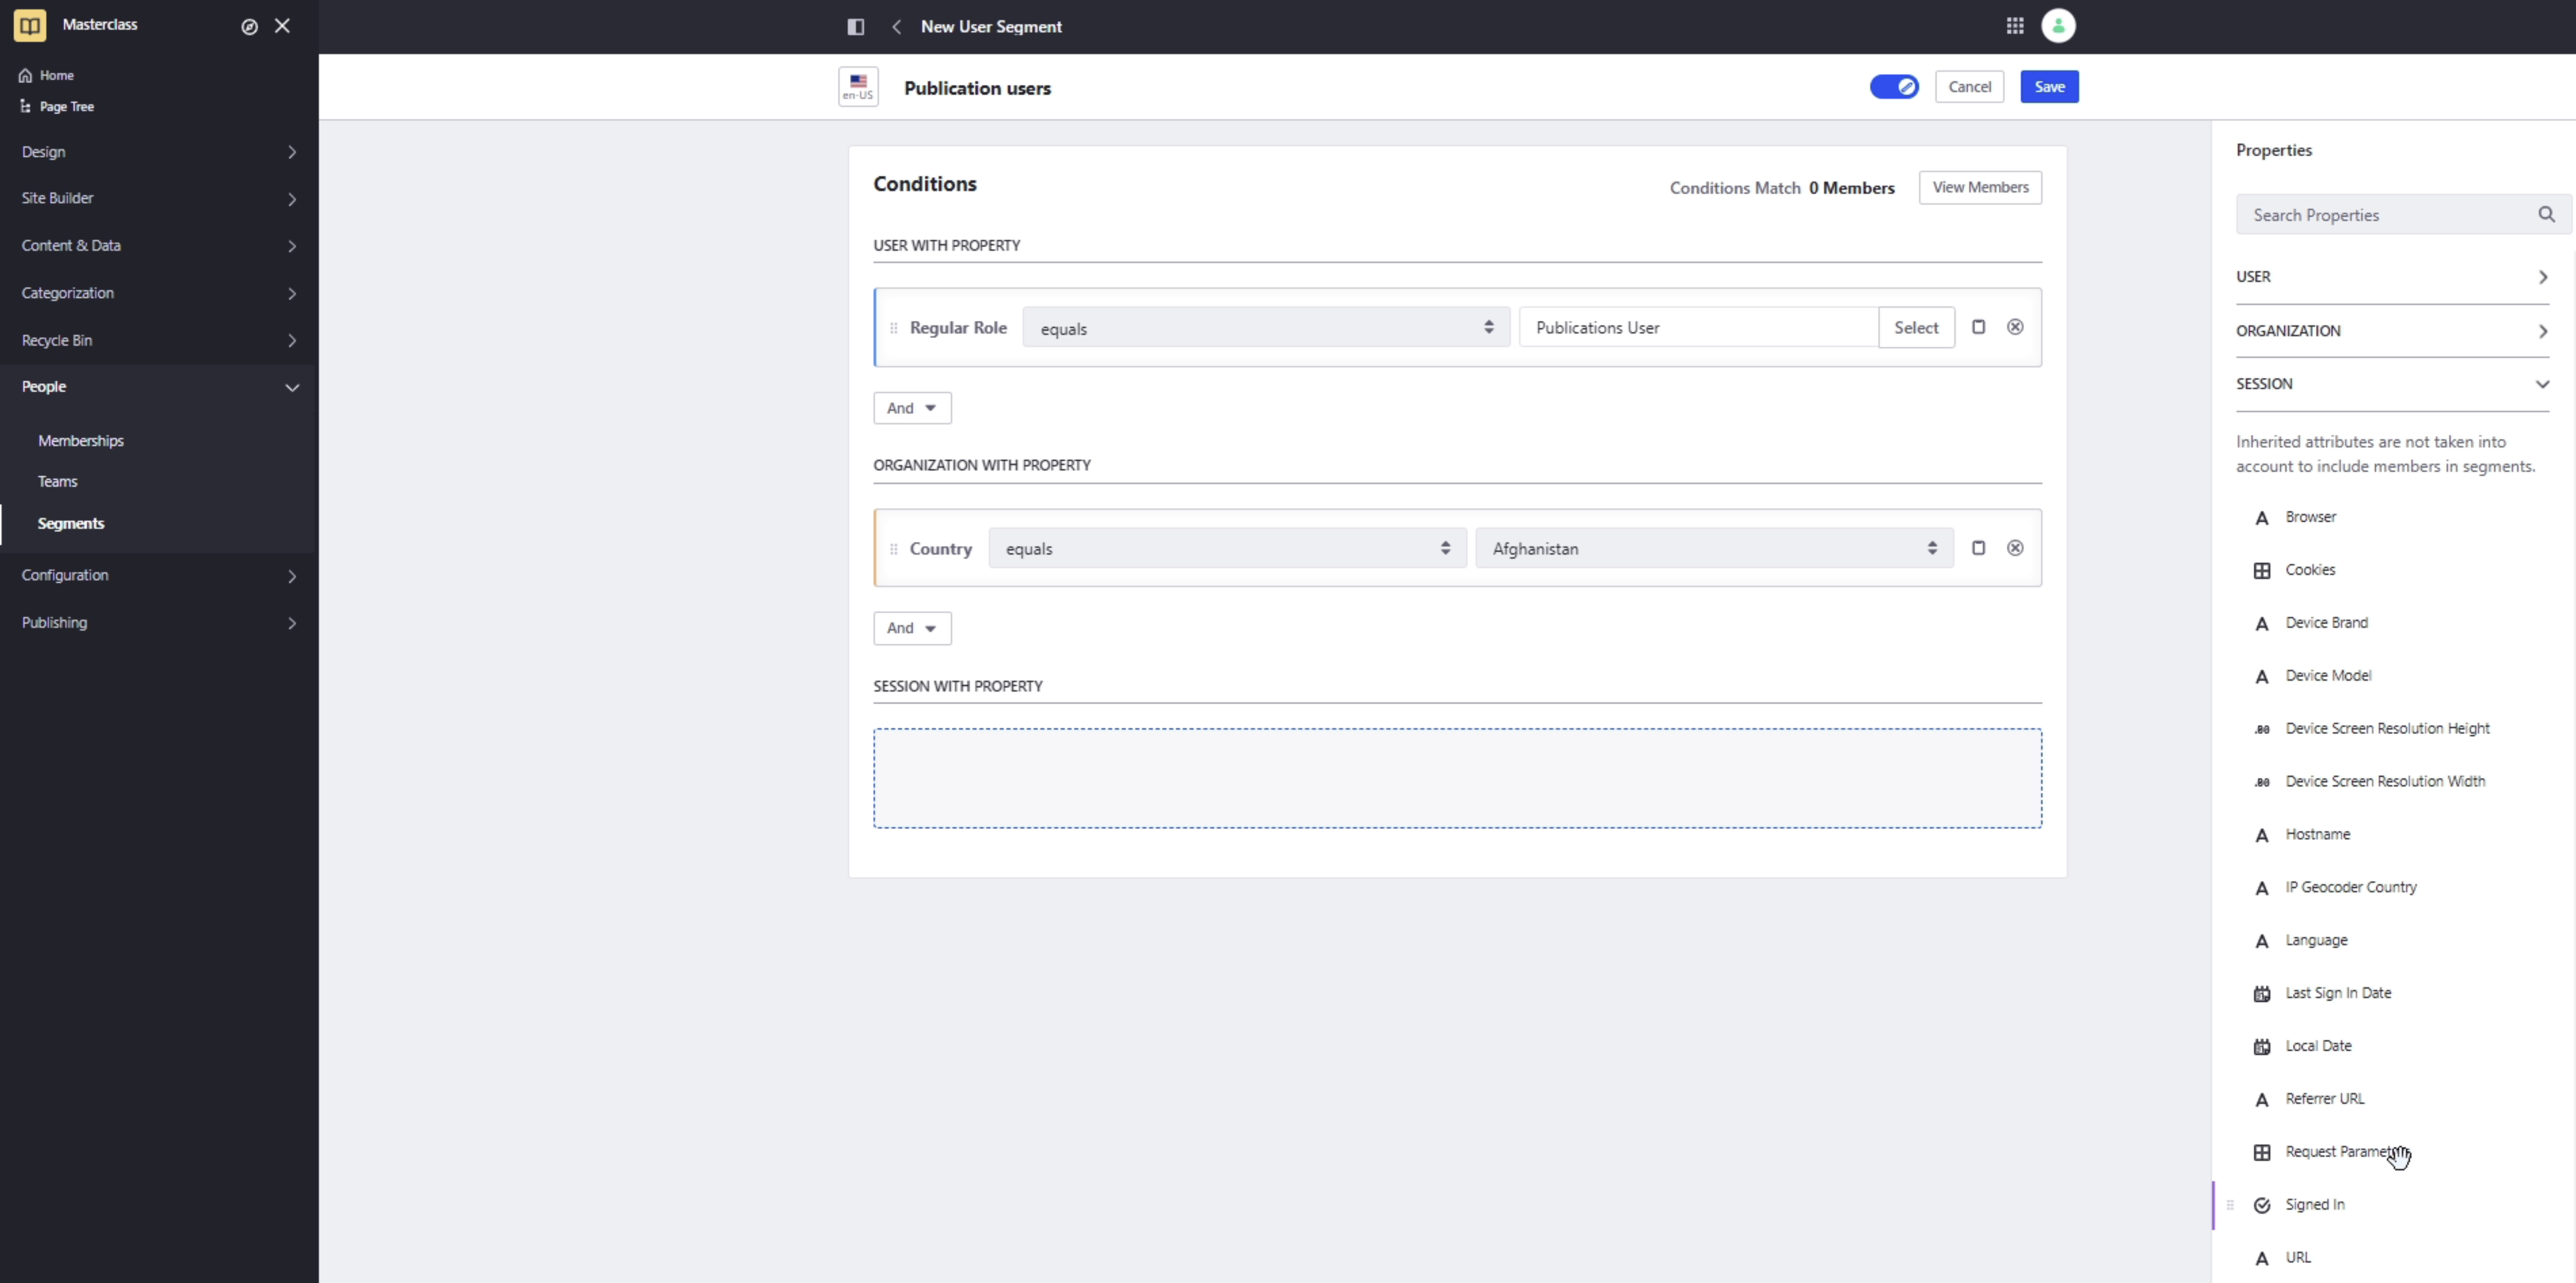 Masterclass
Home
Page Tree
Design
Site Builder
Content & Data
Categorization
Recycle Bin
People
Memberships
Teams
Segments
Configuration
Publishing
New User Segment
en-US
Publication users
Cancel
Save
Conditions
Conditions Match 0 Members
View Members
USER WITH PROPERTY
Regular Role
equals
Publications User
Select
And
ORGANIZATION WITH PROPERTY
Country
equals
Afghanistan
And
SESSION WITH PROPERTY
Properties
Search Properties
USER
ORGANIZATION
SESSION
Inherited attributes are not taken into
account to include members in segments.
Browser
Cookies
Device Brand
Device Model
Device Screen Resolution Height
Device Screen Resolution Width
Hostname
IP Geocoder Country
Language
Last Sign In Date
Local Date
Referrer URL
Request
Signed In
URL